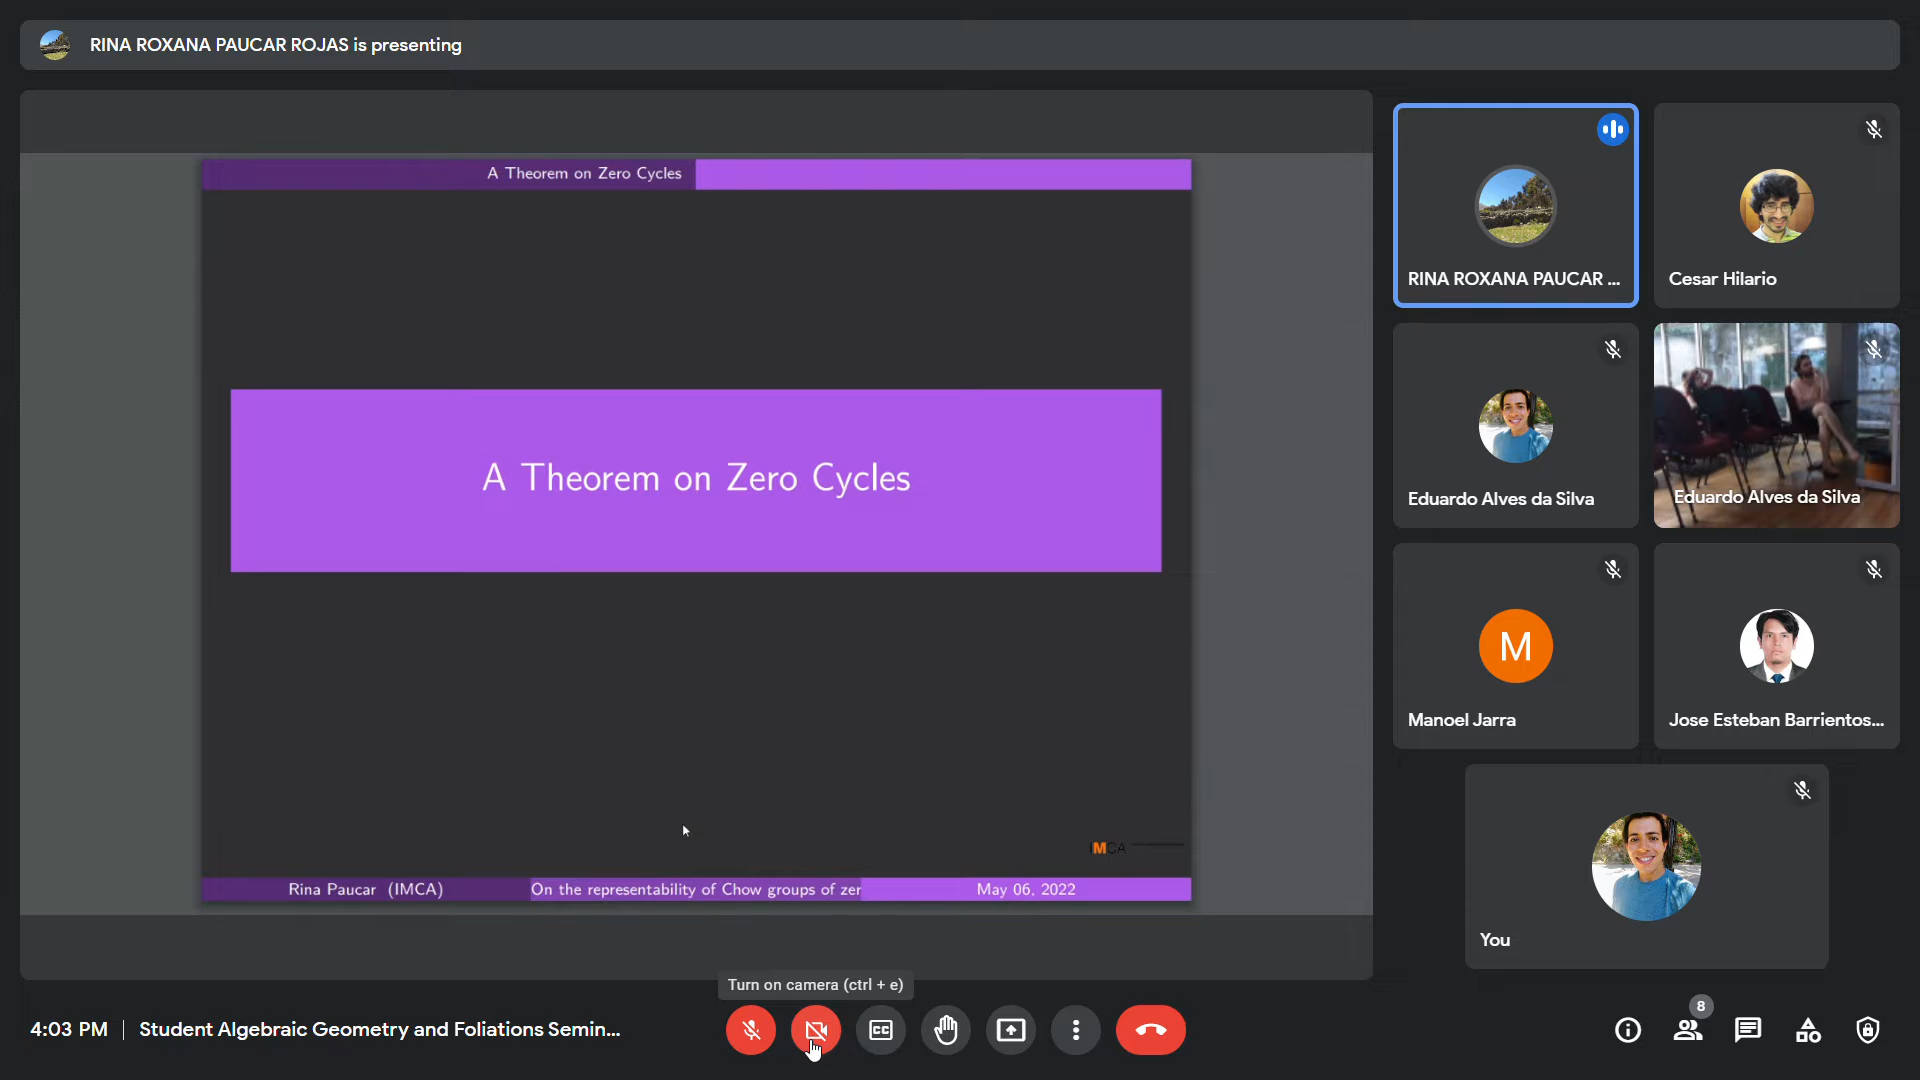 RINA ROXANA PAUCAR ROJAS is presenting
A Theorem on Zero Cycles
A Theorem on Zero Cycles
IMCA
Rina Paucar (IMCA)
On the representability of Chow groups of zer
May 06, 2022
RINA ROXANA PAUCAR ...
Cesar Hilario
Eduardo Alves da Silva
Eduardo Alves da Silva
M
Manoel Jarra
Jose Esteban Barrientos...
You
Turn on camera (ctrl + e)
4:03 PM
Student Algebraic Geometry and Foliations Semin...
CC
8